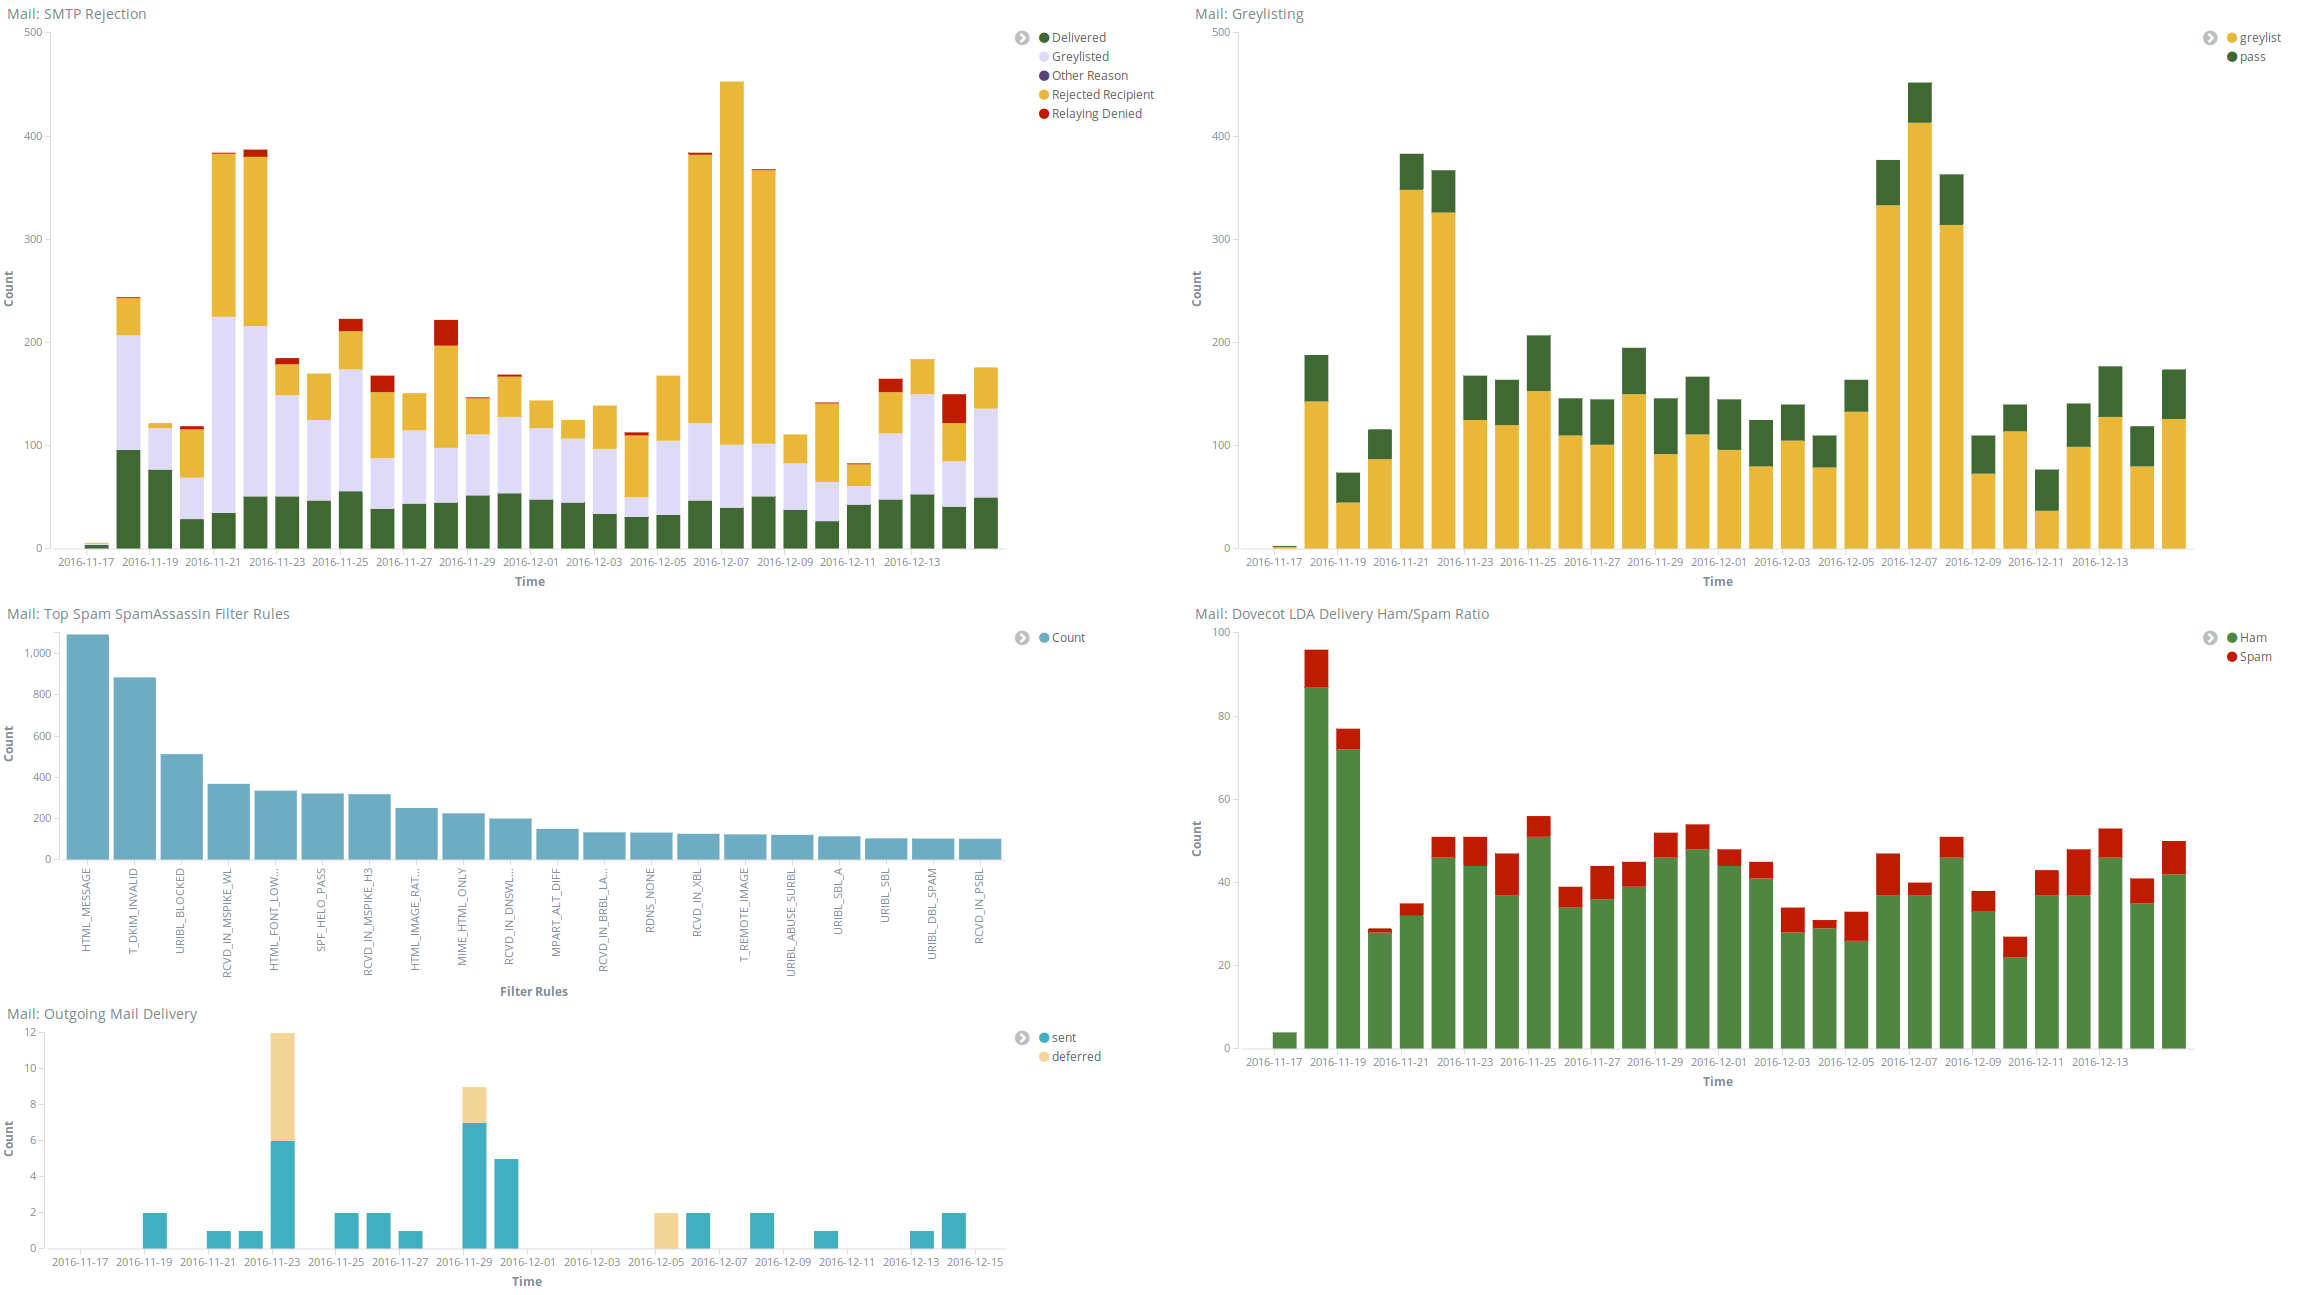 Mail: SMTP Rejection
500
400
300
200
100
0
Count
2016-11-17 2016-11-19 2016-11-21 2016-11-23 2016-11-25 2016-11-27 2016-11-29 2016-12-01 2016-12-03 2016-12-05 2016-12-07 2016-12-09 2016-12-11 2016-12-13
Time
Delivered
Greylisted
Other Reason
Rejected Recipient
Relaying Denied
Mail: Greylisting
500
400
300
200
100
0
Count
2016-11-17 2016-11-19 2016-11-21 2016-11-23 2016-11-25 2016-11-27 2016-11-29 2016-12-01 2016-12-03 2016-12-05 2016-12-07 2016-12-09 2016-12-11 2016-12-13
Time
greylist
pass
Mail: Top Spam SpamAssassin Filter Rules
1,000
800
600
400
200
0
Count
HTML_MESSAGE
T_DKIM_INVALID
URIBL_BLOCKED
RCVD_IN_MSPIKE_WL
HTML_FONT_LOW...
SPF_HELO_PASS
RCVD_IN_MSPIKE_H3
HTML_IMAGE_RAT...
MIME_HTML_ONLY
RCVD_IN_DNSWL...
MPART_ALT_DIFF
RCVD_IN_BRBL_LA...
RDNS_NONE
RCVD_IN_XBL
T_REMOTE_IMAGE
URIBL_ABUSE_SURBL
URIBL_SBL_A
URIBL_SBL
URIBL_DBL_SPAM
RCVD_IN_PSBL
Filter Rules
Count
Mail: Dovecot LDA Delivery Ham/Spam Ratio
100
80
60
40
20
0
Count
2016-11-17 2016-11-19 2016-11-21 2016-11-23 2016-11-25 2016-11-27 2016-11-29 2016-12-01 2016-12-03 2016-12-05 2016-12-07 2016-12-09 2016-12-11 2016-12-13
Time
Ham
Spam
Mail: Outgoing Mail Delivery
12
10
8
6
4
2
0
Count
2016-11-17 2016-11-19 2016-11-21 2016-11-23 2016-11-25 2016-11-27 2016-11-29 2016-12-01 2016-12-03 2016-12-05 2016-12-07 2016-12-09 2016-12-11 2016-12-13 2016-12-15
Time
sent
deferred